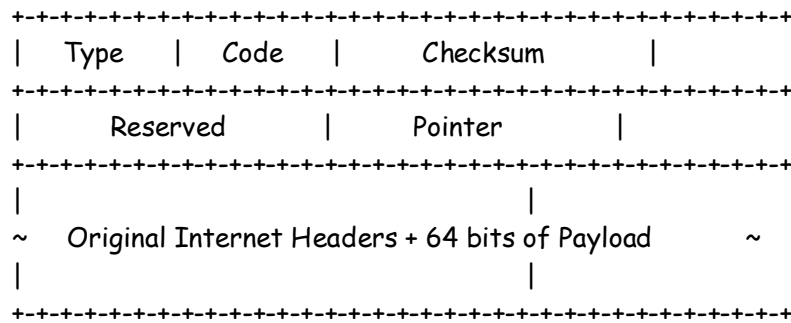 +-+-+-+-+-+-+-+-+-+-+-+-+-+-+-+-+-+-+-+-+-+-+-+-+-+-+-+-+-+-+-+-+
| Type | Code | Checksum |
+-+-+-+-+-+-+-+-+-+-+-+-+-+-+-+-+-+-+-+-+-+-+-+-+-+-+-+-+-+-+-+-+
| Reserved | Pointer |
+-+-+-+-+-+-+-+-+-+-+-+-+-+-+-+-+-+-+-+-+-+-+-+-+-+-+-+-+-+-+-+-+
| |
~ Original Internet Headers + 64 bits of Payload ~
| |
+-+-+-+-+-+-+-+-+-+-+-+-+-+-+-+-+-+-+-+-+-+-+-+-+-+-+-+-+-+-+-+-+